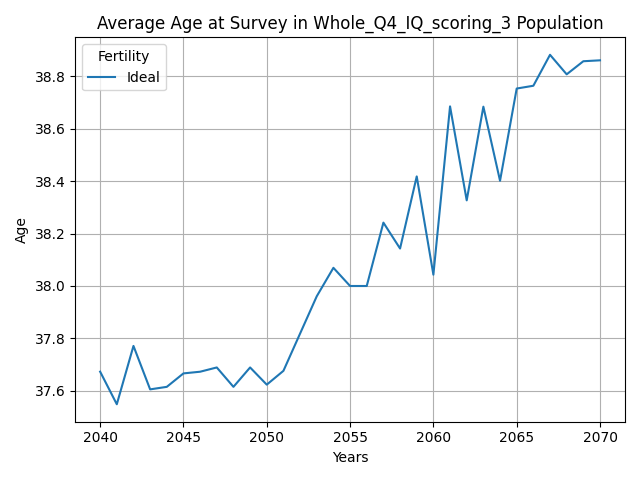 Average Age at Survey in Whole_Q4_IQ_scoring_3 Population
Fertility
Ideal
Age
38.8
38.6
38.4
38.2
38.0
37.8
37.6
2040 2045 2050 2055 2060 2065 2070
Years